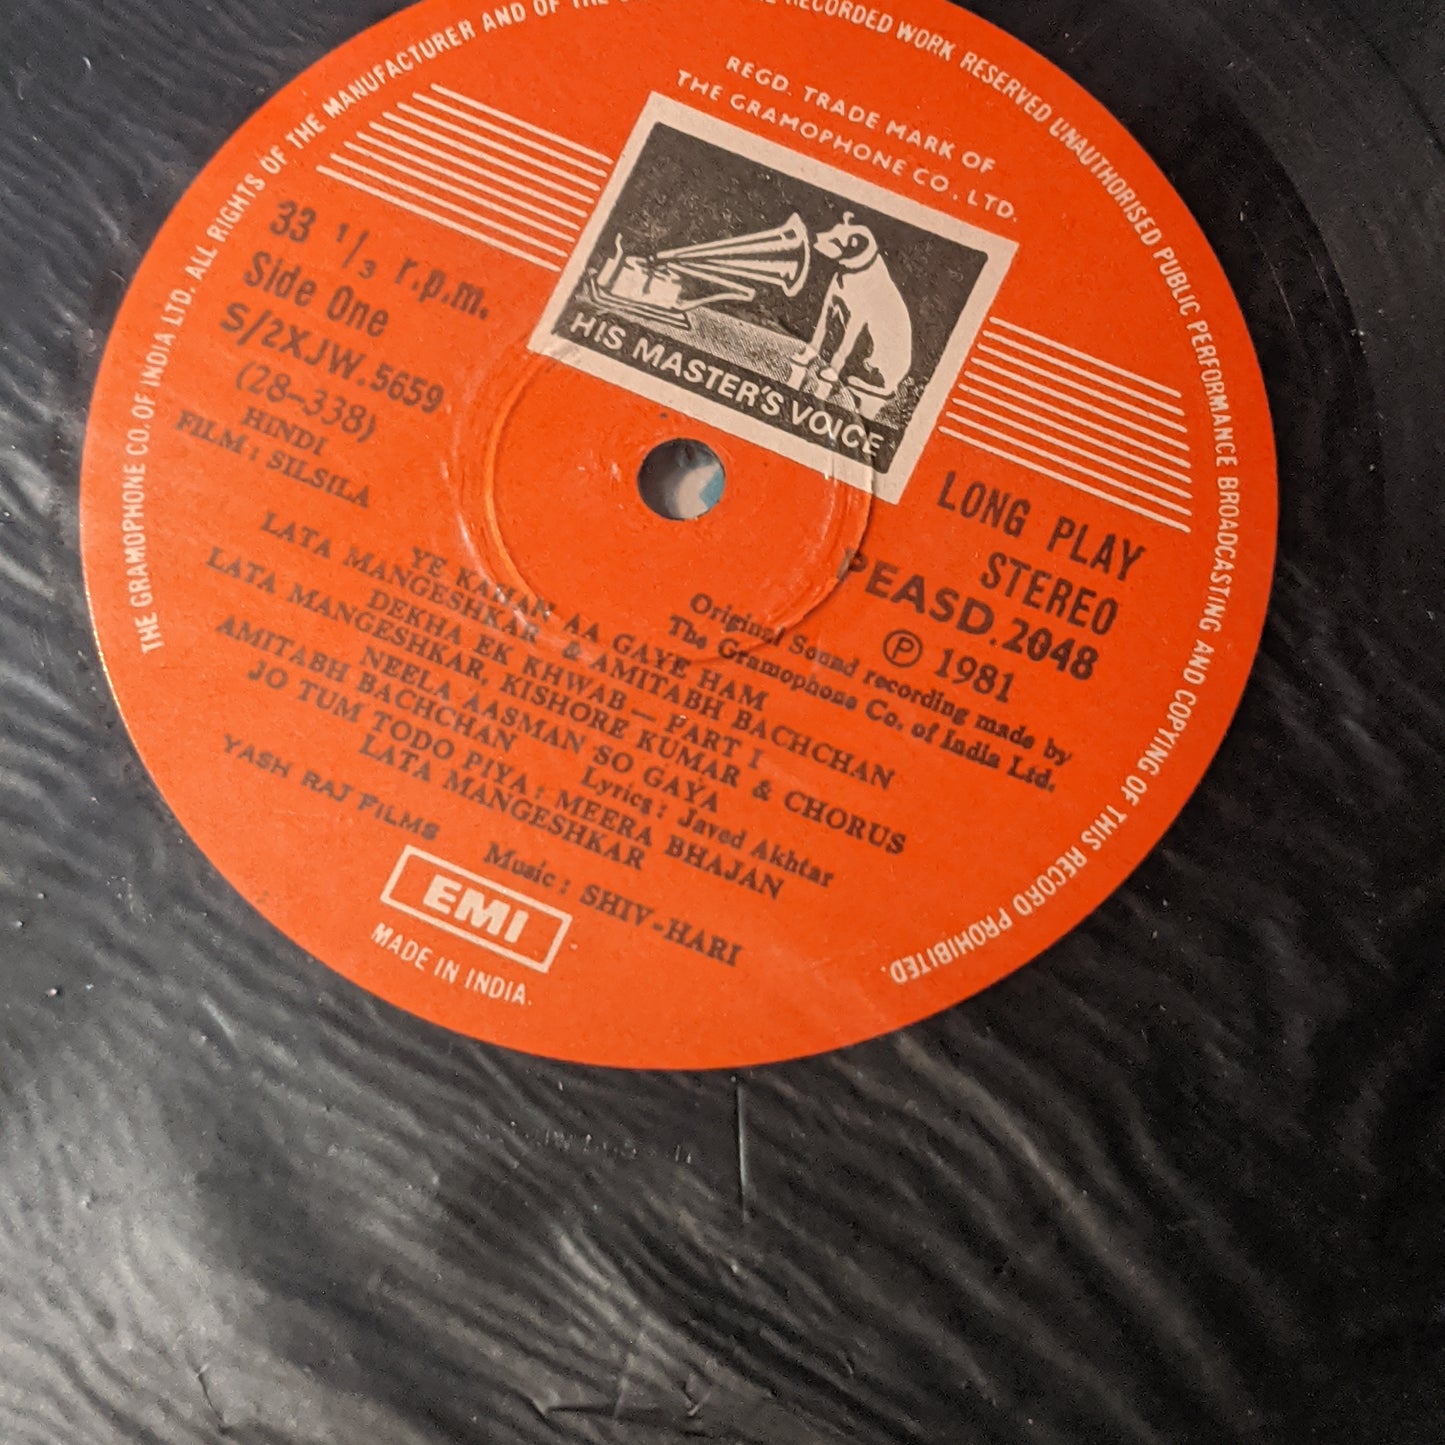 THE GRAMOPHONE CO. OF INDIA LTD. ALL RIGHTS OF THE MANUFACTURER AND OF THE RECORDED WORK RESERVED UNAUTHORISED PUBLIC PERFORMANCE BROADCASTING AND COPYING OF THIS RECORD PROHIBITED.
REGD. TRADE MARK OF
THE GRAMOPHONE CO., LTD.
HIS MASTER'S VOICE
33 1/3 r.p.m.
Side One
S/2XJW.5659
(28-338)
HINDI
FILM : SILSILA
LONG PLAY
STEREO
PEASD.2048
Ⓟ 1981
Original Sound recording made by
The Gramophone Co. of India Ltd.
YE KAHAN AA GAYE HAM
LATA MANGESHKAR & AMITABH BACHCHAN
DEKHA EK KHWAB — PART I
LATA MANGESHKAR, KISHORE KUMAR & CHORUS
NEELA AASMAN SO GAYA
AMITABH BACHCHAN Lyrics : Javed Akhtar
JO TUM TODO PIYA : MEERA BHAJAN
LATA MANGESHKAR
YASH RAJ FILMS
Music : SHIV-HARI
EMI
MADE IN INDIA.